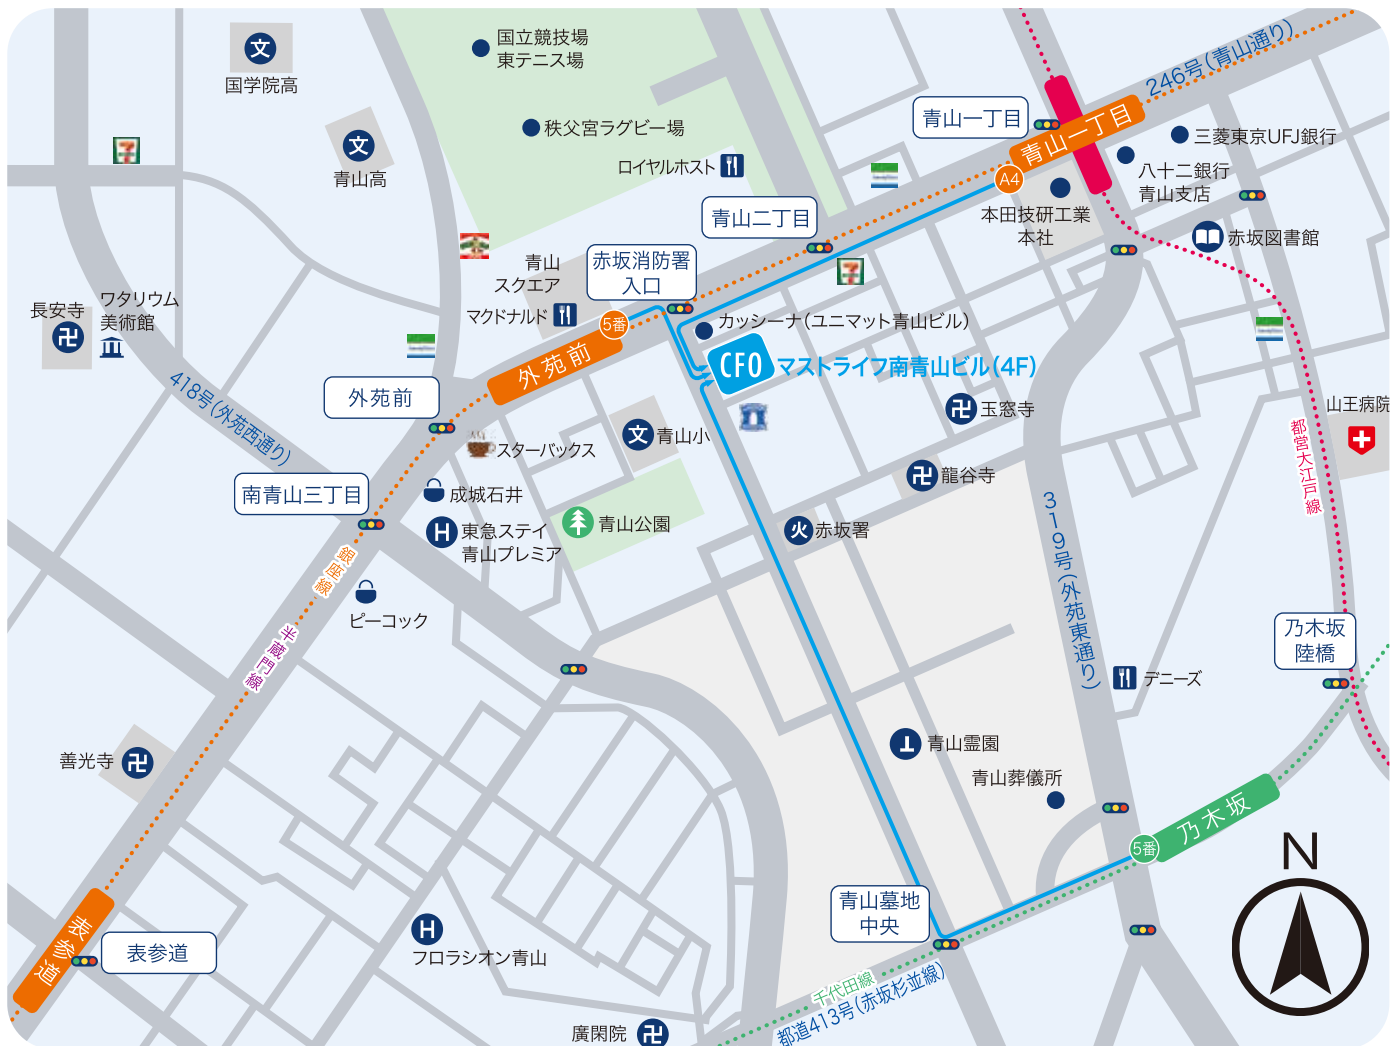 国立競技場
東テニス場
国学院高
文
文
青山高
秩父宮ラグビー場
ロイヤルホスト
246号(青山通り)
青山一丁目
青山一丁目
A4
三菱東京UFJ銀行
八十二銀行
青山支店
本田技研工業
本社
赤坂図書館
青山二丁目
7
7
赤坂消防署
入口
青山
スクエア
マクドナルド
5番
外苑前
カッシーナ(ユニマット青山ビル)
CFO
マストライフ南青山ビル(4F)
長安寺
卍
ワタリウム
美術館
418号(外苑西通り)
外苑前
スターバックス
文
青山小
卍
玉窓寺
山王病院
都営大江戸線
卍
龍谷寺
南青山三丁目
成城石井
H
東急ステイ
青山プレミア
青山公園
火
赤坂署
319号(外苑東通り)
銀座線
ピーコック
半蔵門線
乃木坂
陸橋
デニーズ
青山霊園
青山葬儀所
善光寺
卍
乃木坂
5番
N
青山墓地
中央
表参道
表参道
H
フロラシオン青山
千代田線
都道413号(赤坂杉並線)
廣閑院
卍